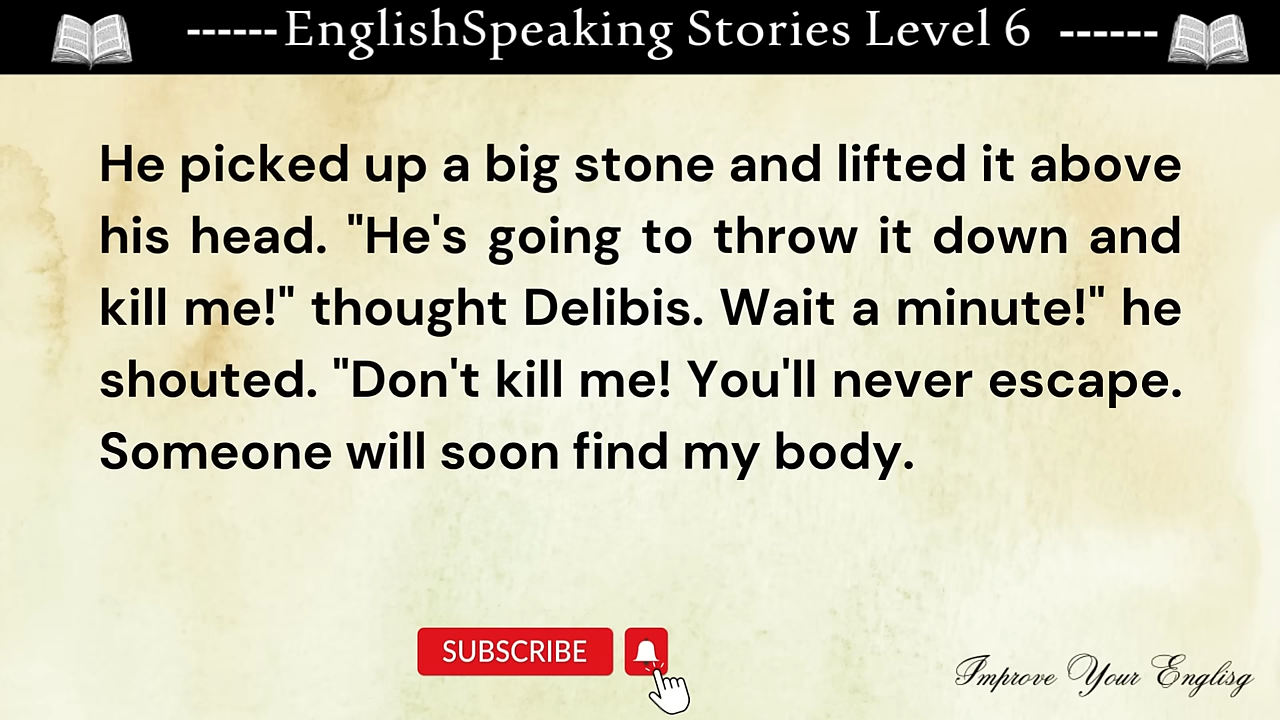 ------EnglishSpeaking Stories Level 6 ------
He picked up a big stone and lifted it above
his head. "He's going to throw it down and
kill me!" thought Delibis. Wait a minute!" he
shouted. "Don't kill me! You'll never escape.
Someone will soon find my body.
SUBSCRIBE
Improve Your Englisg